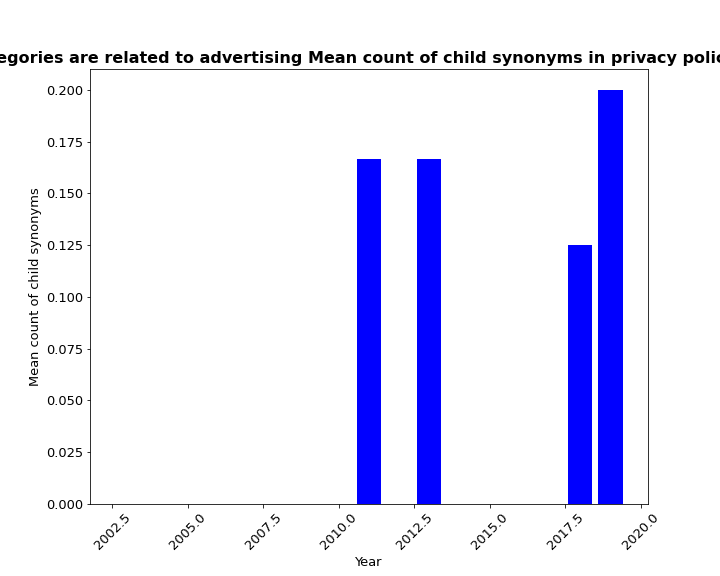 egories are related to advertising Mean count of child synonyms in privacy polic
0.200
0.175
0.150
0.125
0.100
0.075
0.050
0.025
0.000
Mean count of child synonyms
2002.5 2005.0 2007.5 2010.0 2012.5 2015.0 2017.5 2020.0
Year